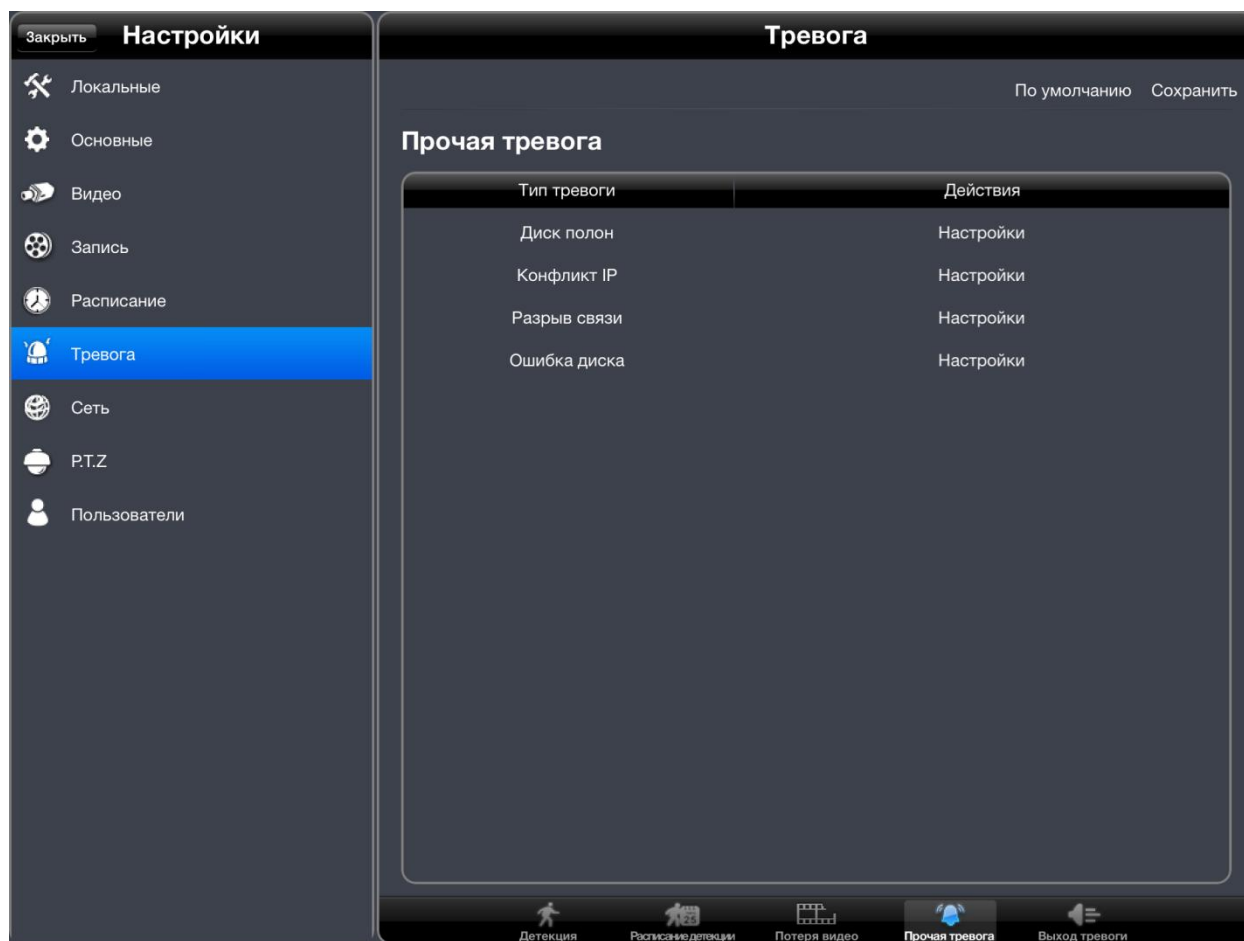 Закрыть Настройки
Локальные
Основные
Видео
Запись
Расписание
Тревога
Сеть
P.T.Z
Пользователи
Тревога
По умолчанию Сохранить
Прочая тревога
Тип тревоги Действия
Диск полон Настройки
Конфликт IP Настройки
Разрыв связи Настройки
Ошибка диска Настройки
Детекция Расписание детекции Потеря видео Прочая тревога Выход тревоги